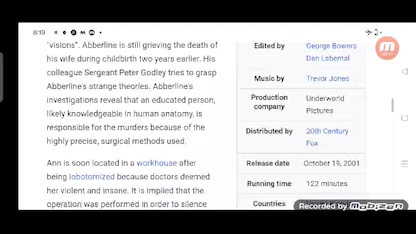 8:19
"visions". Abberline is still grieving the death of
his wife during childbirth two years earlier. His
colleague Sergeant Peter Godley tries to grasp
Abberline's strange theories. Abberline's
investigations reveal that an educated person,
likely knowledgeable in human anatomy, is
responsible for the murders because of the
highly precise, surgical methods used.
Ann is soon located in a workhouse after
being lobotomized because doctors deemed
her violent and insane. It is implied that the
operation was performed in order to silence
Edited by George Bowers
Dan Lebental
Music by Trevor Jones
Production Underworld
company Pictures
Distributed by 20th Century
Fox
Release date October 19, 2001
Running time 122 minutes
Countries
Recorded by Mobizen